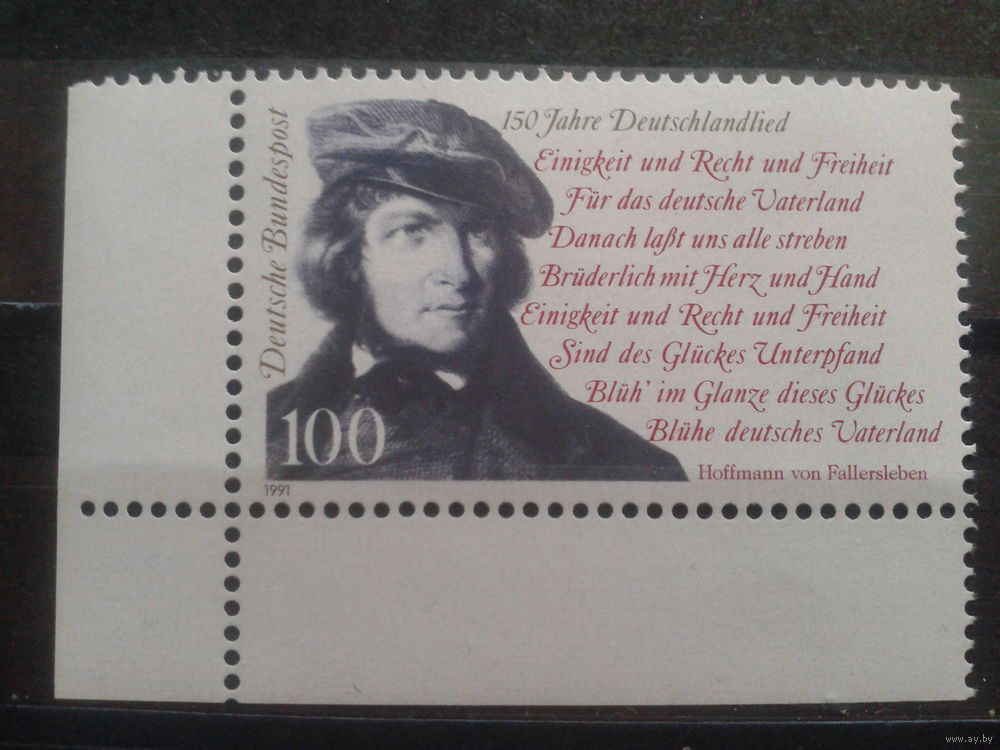 Deutsche Bundespost
150 Jahre Deutschlandlied
Einigkeit und Recht und Freiheit
Für das deutsche Vaterland
Danach laßt uns alle streben
Brüderlich mit Herz und Hand
Einigkeit und Recht und Freiheit
Sind des Glückes Unterpfand
Blüh' im Glanze dieses Glückes
Blühe deutsches Vaterland
Hoffmann von Fallersleben
100
1991
www.ay.by